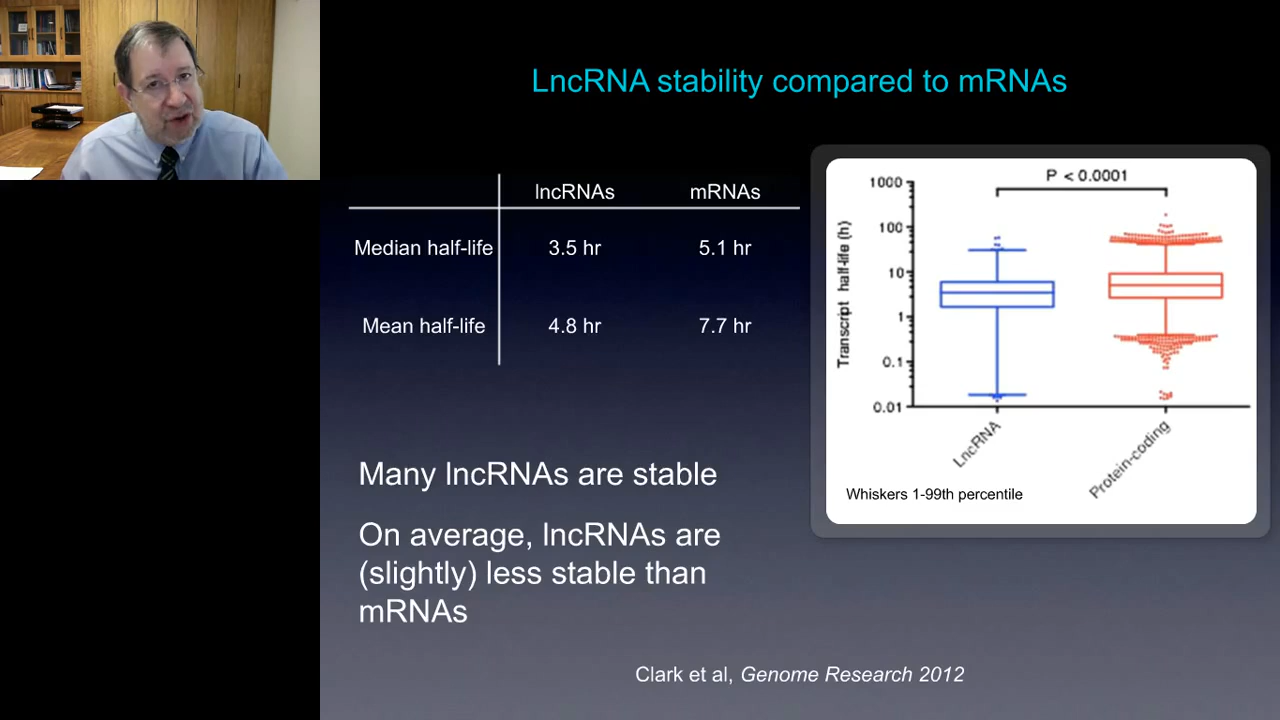 LncRNA stability compared to mRNAs
lncRNAs mRNAs
Median half-life 3.5 hr 5.1 hr
Mean half-life 4.8 hr 7.7 hr
Many lncRNAs are stable
On average, lncRNAs are
(slightly) less stable than
mRNAs
P < 0.0001
Transcript half-life (h)
1000
100
10
1
0.1
0.01
LncRNA
Protein-coding
Whiskers 1-99th percentile
Clark et al, Genome Research 2012